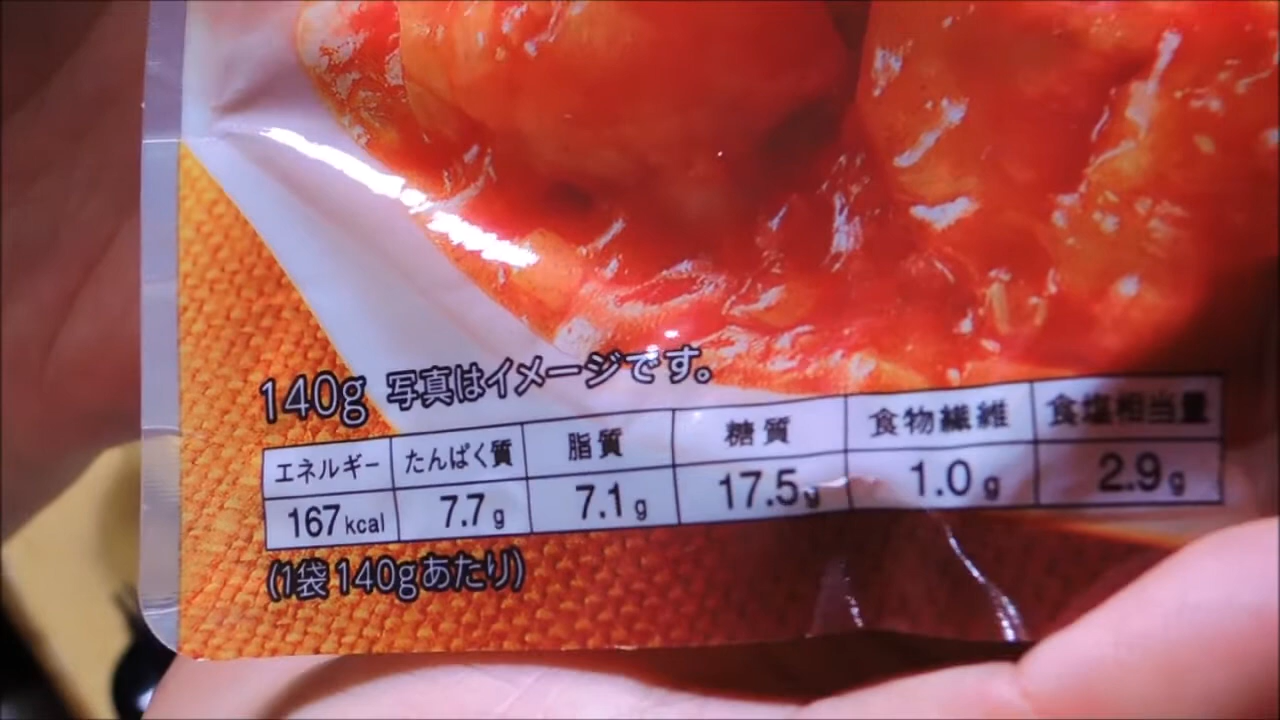 140g 写真はイメージです。
エネルギー たんぱく質 脂質 糖質 食物繊維 食塩相当量
167kcal 7.7g 7.1g 17.5g 1.0g 2.9g
(1袋140gあたり)